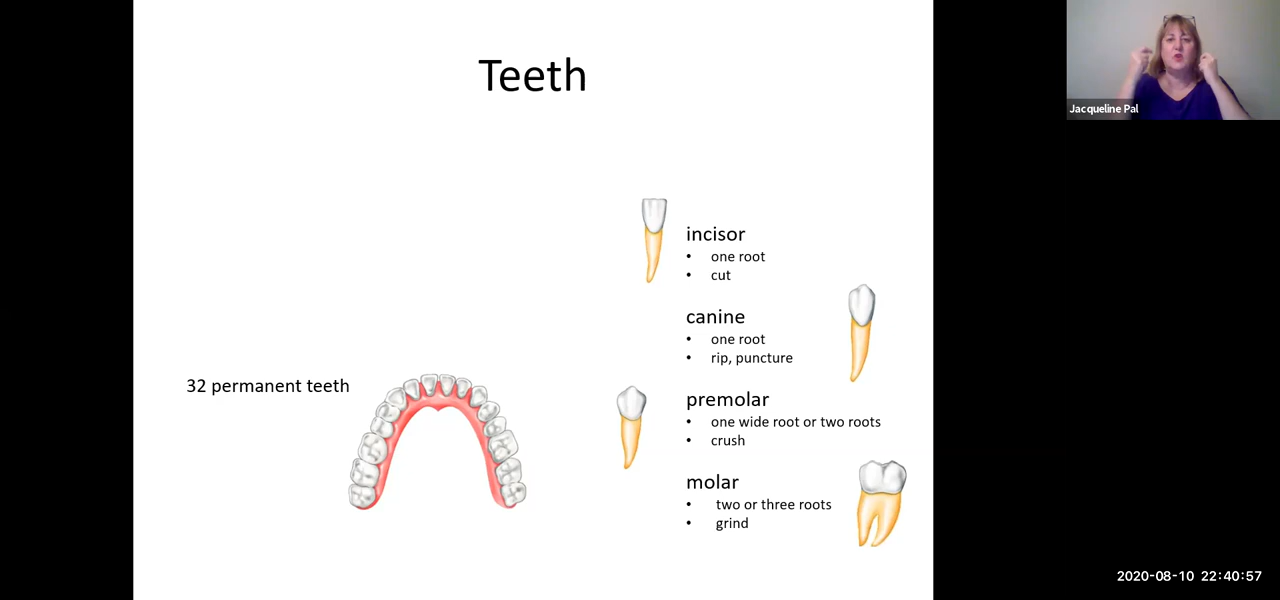 Teeth
Jacqueline Pal
incisor
• one root
• cut
canine
• one root
• rip, puncture
32 permanent teeth
premolar
• one wide root or two roots
• crush
molar
• two or three roots
• grind
2020-08-10 22:40:57